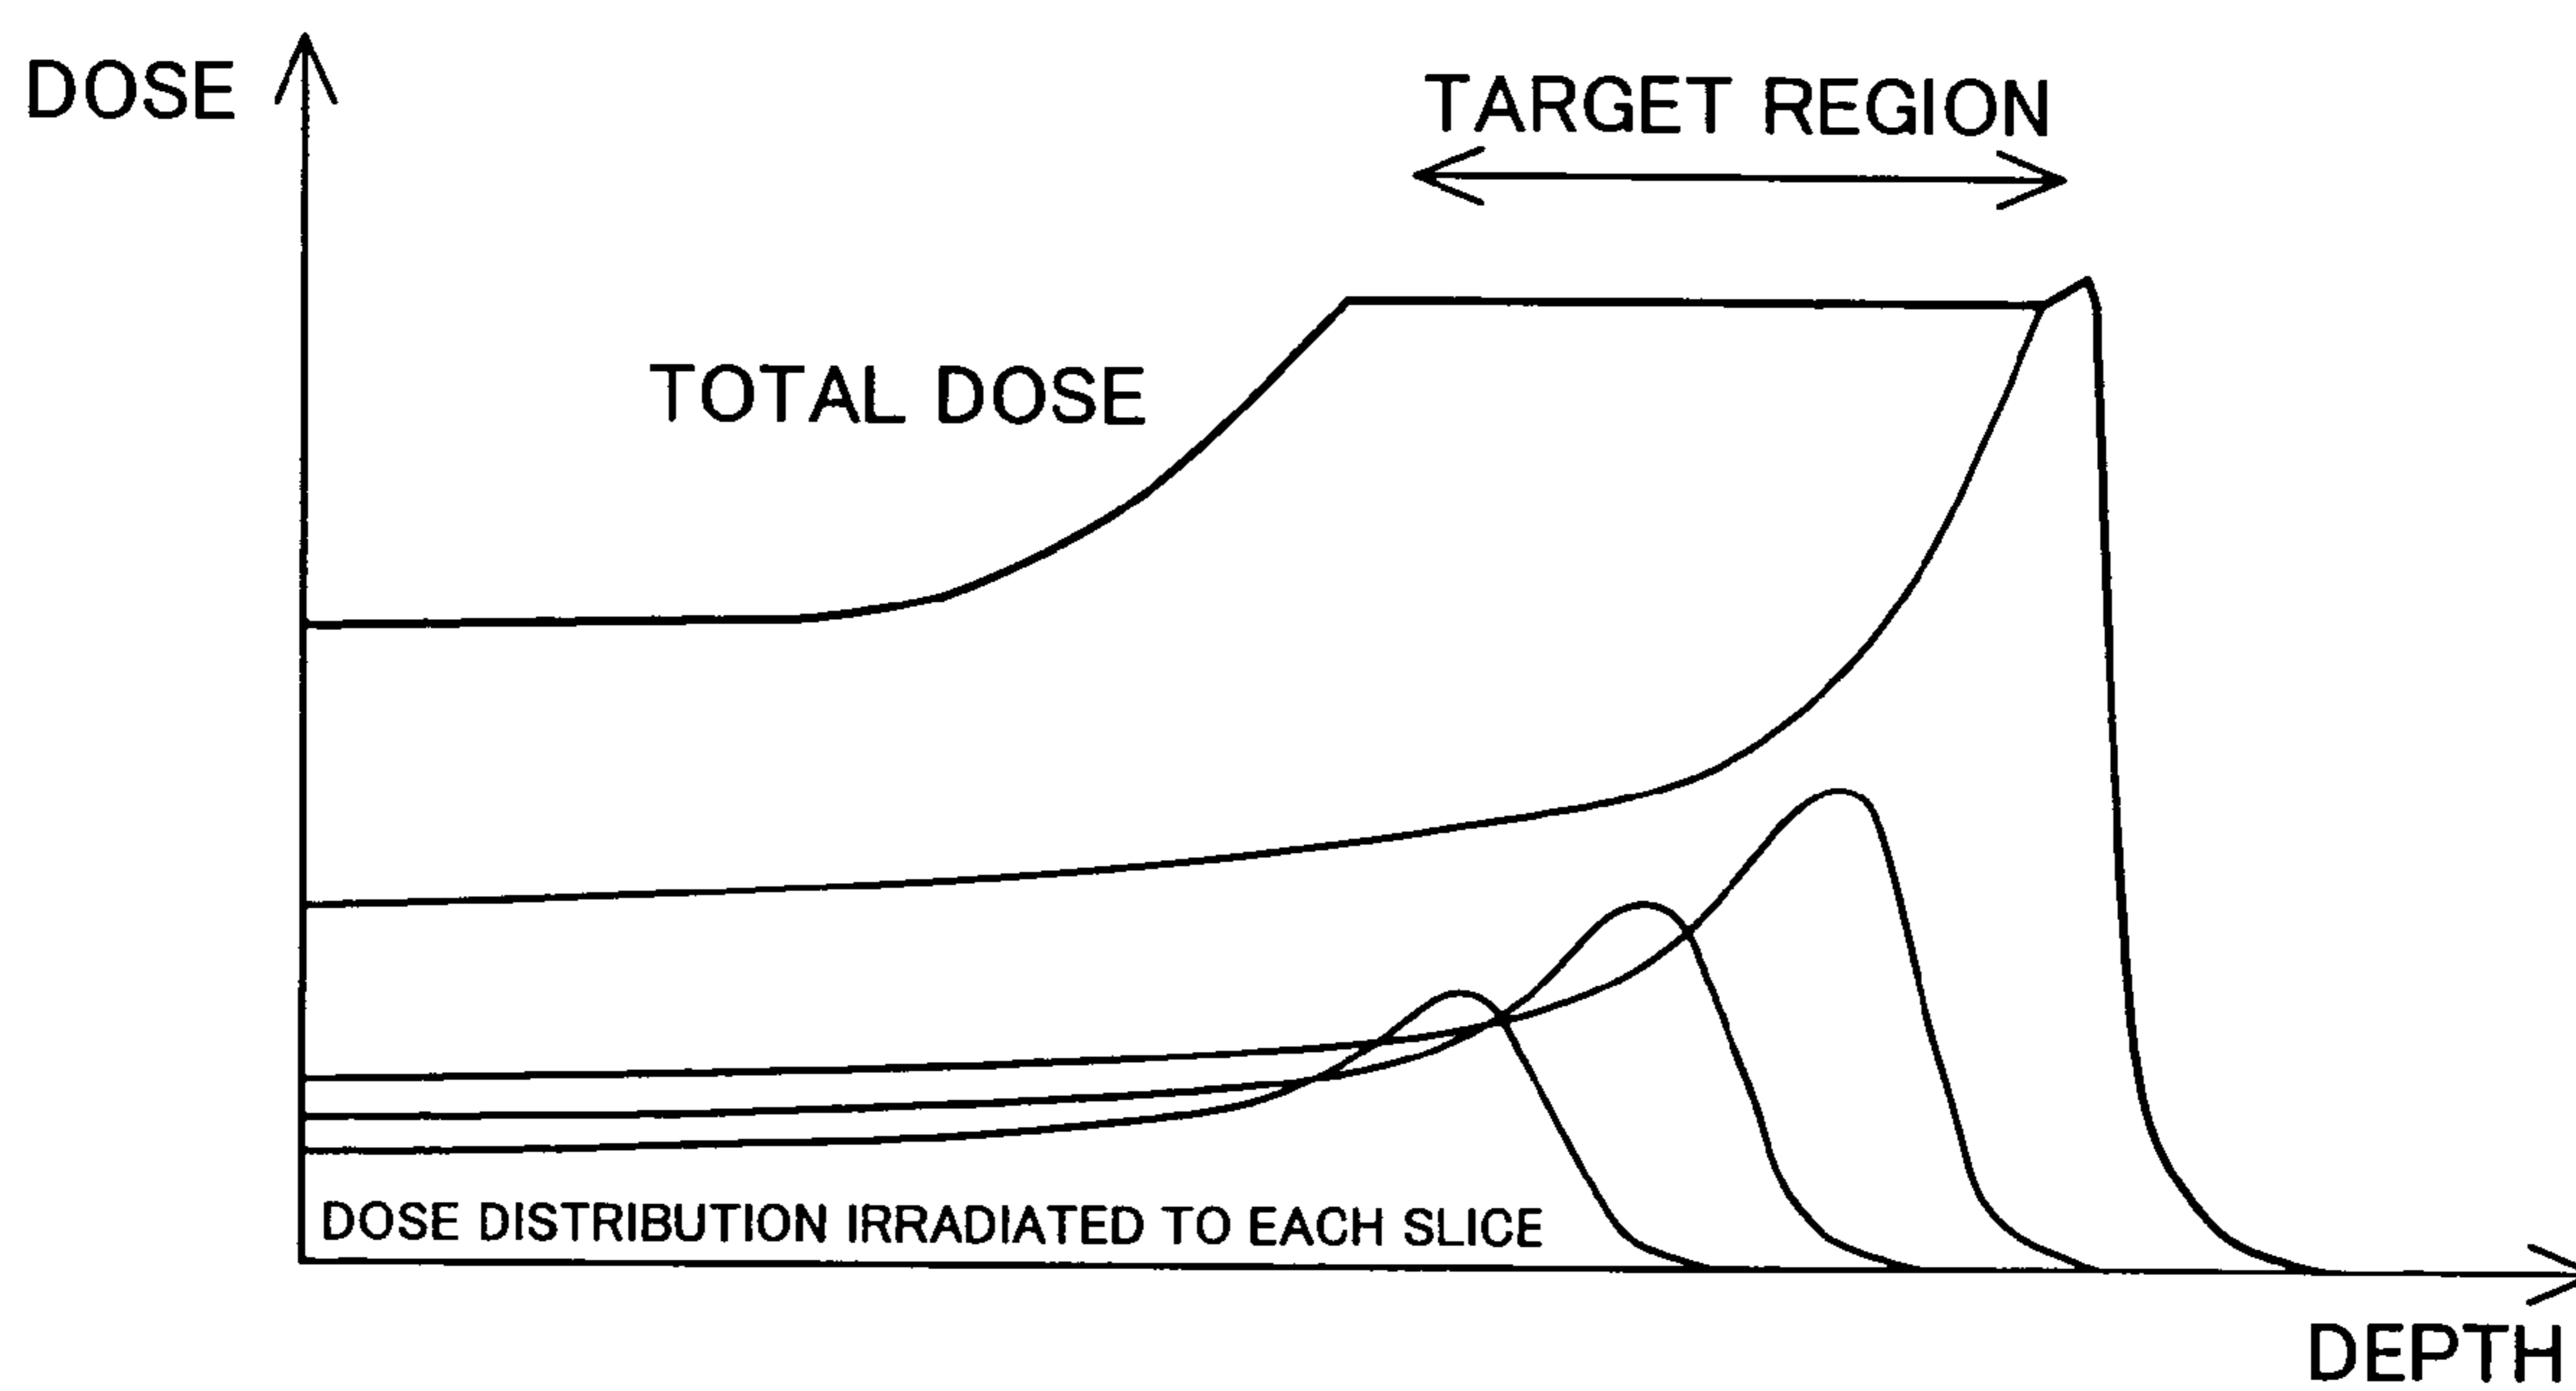 DOSE
TARGET REGION
TOTAL DOSE
DOSE DISTRIBUTION IRRADIATED TO EACH SLICE
DEPTH